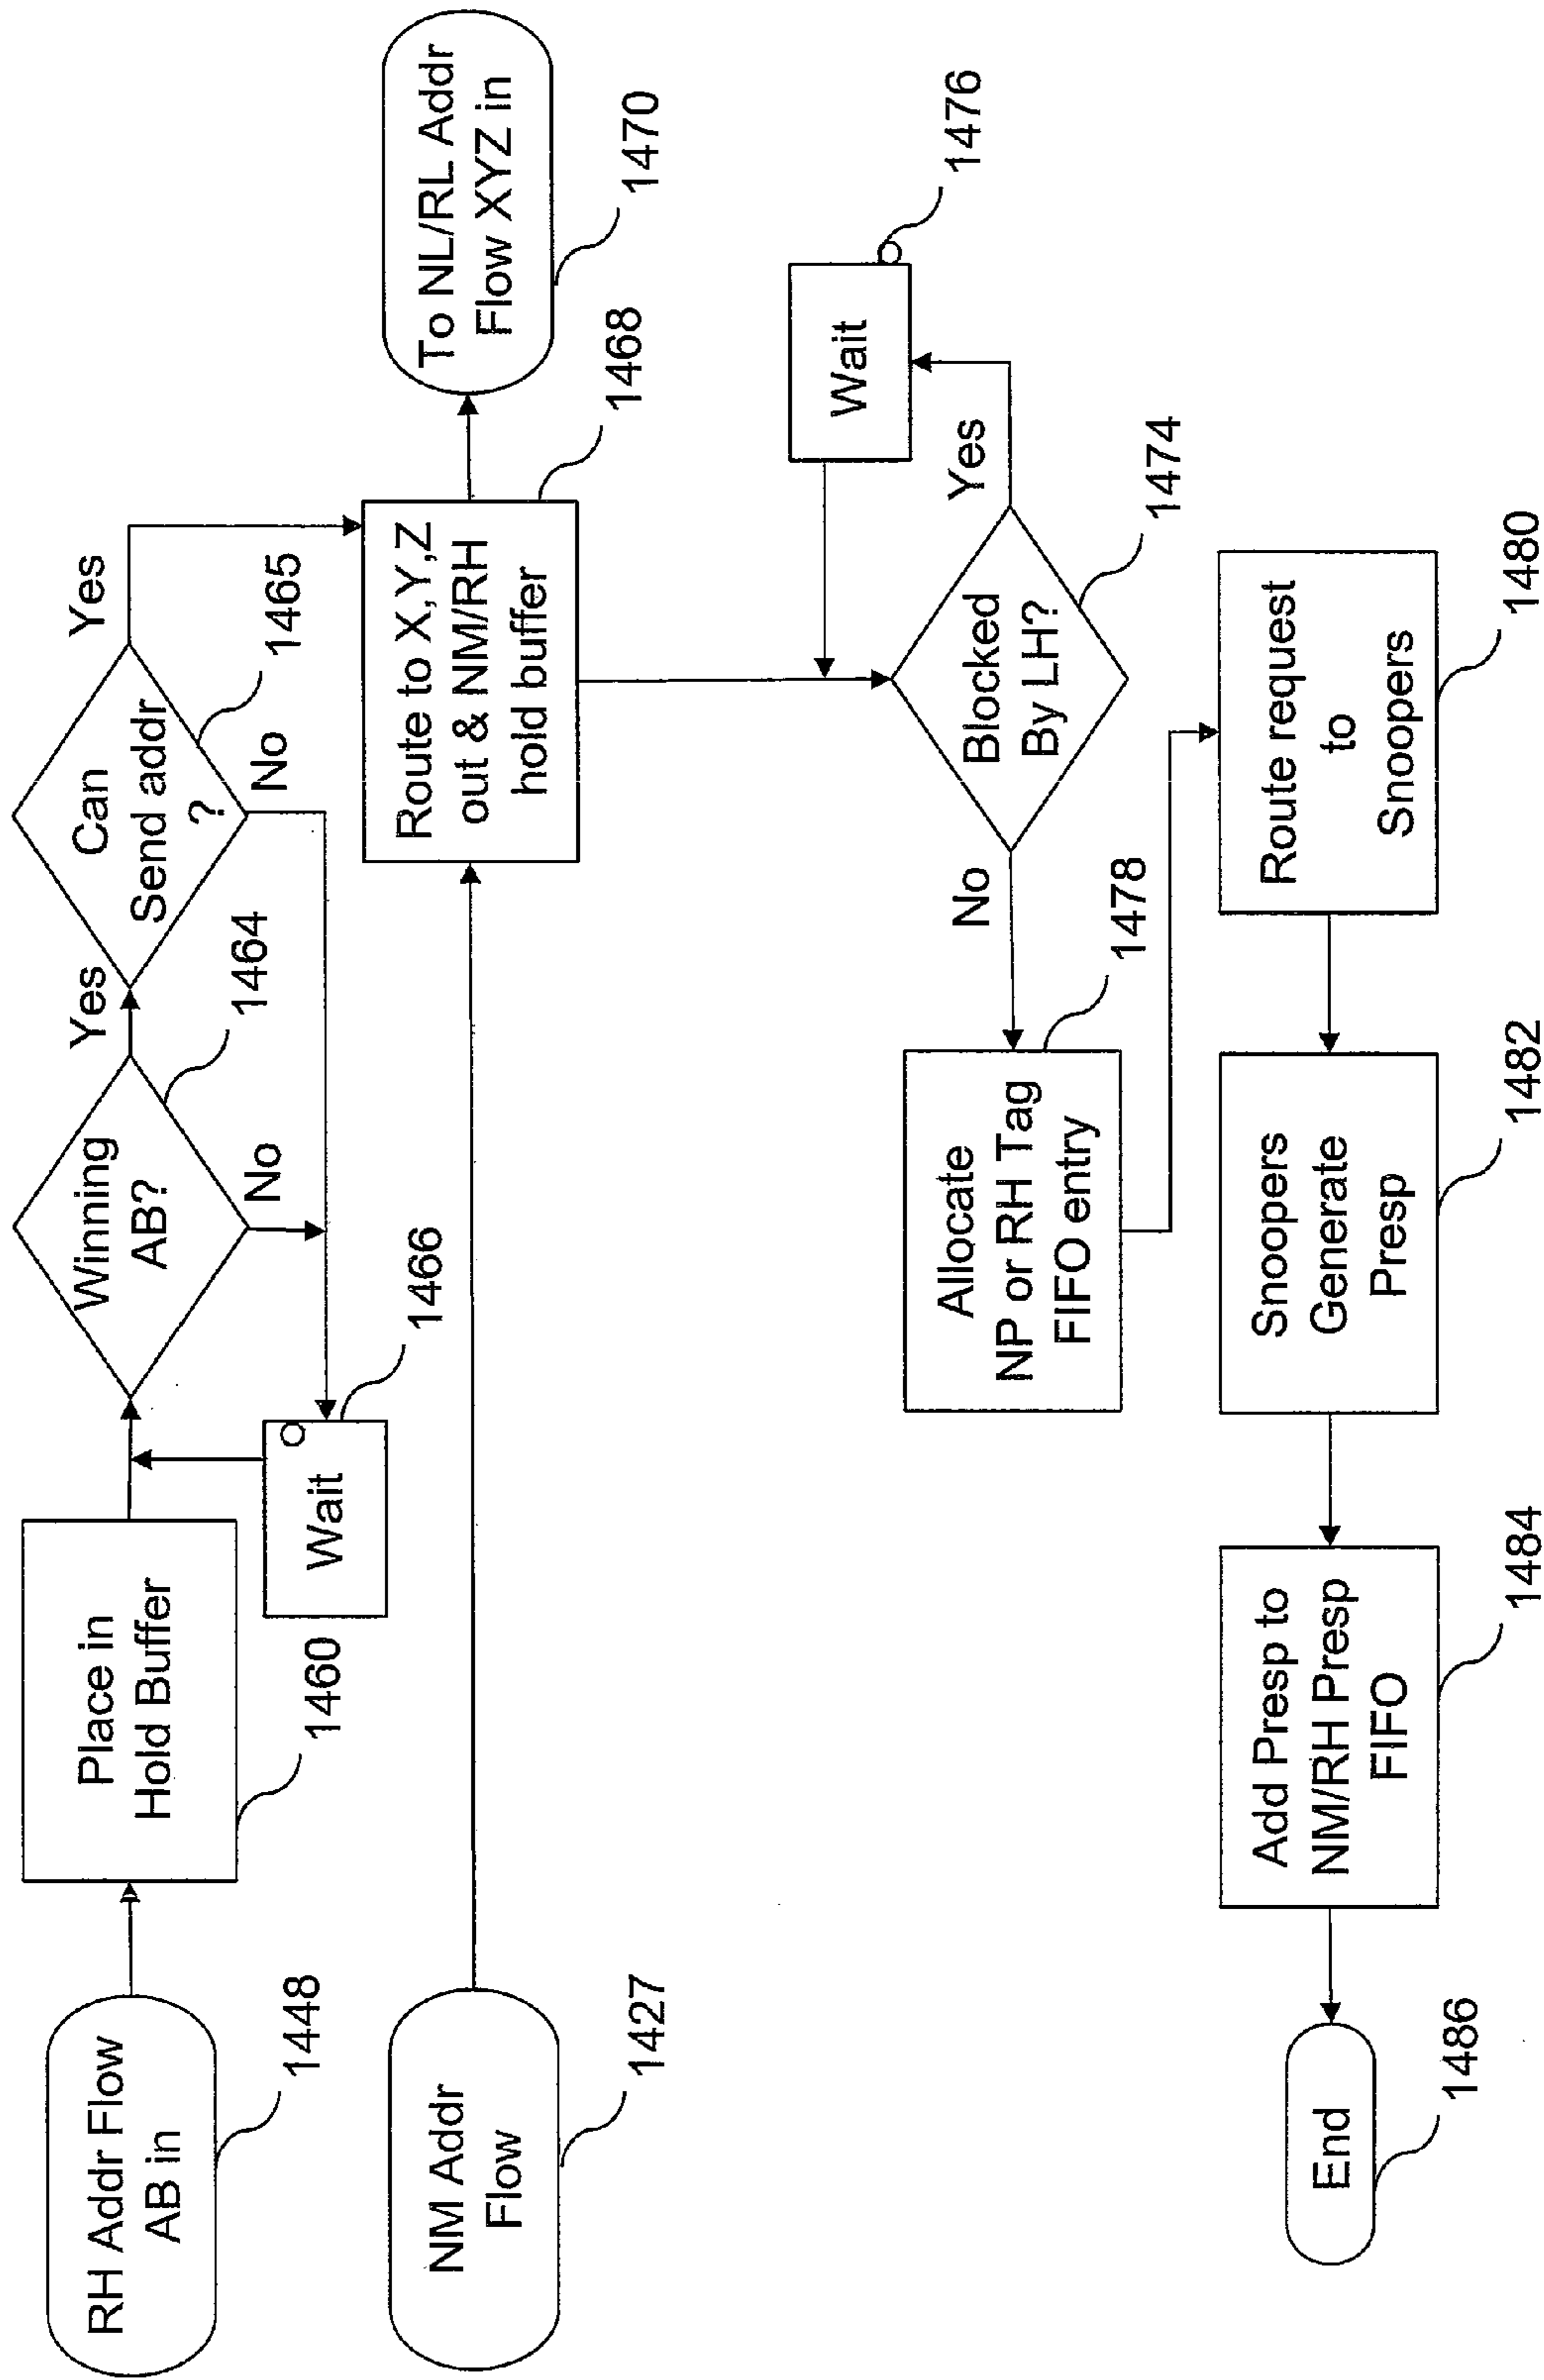 RH Addr Flow
AB in
1448
Place in
Hold Buffer
1460
Winning
AB?
1464
Yes
No
Can
Send addr
?
1465
Yes
No
Wait
1466
NM Addr
Flow
1427
Route to X,Y,Z
out & NM/RH
hold buffer
1468
To NL/RL Addr
Flow XYZ in
1470
Blocked
By LH?
1474
Yes
No
Wait
1476
Allocate
NP or RH Tag
FIFO entry
1478
Route request
to
Snoopers
1480
Snoopers
Generate
Presp
1482
Add Presp to
NM/RH Presp
FIFO
1484
End
1486